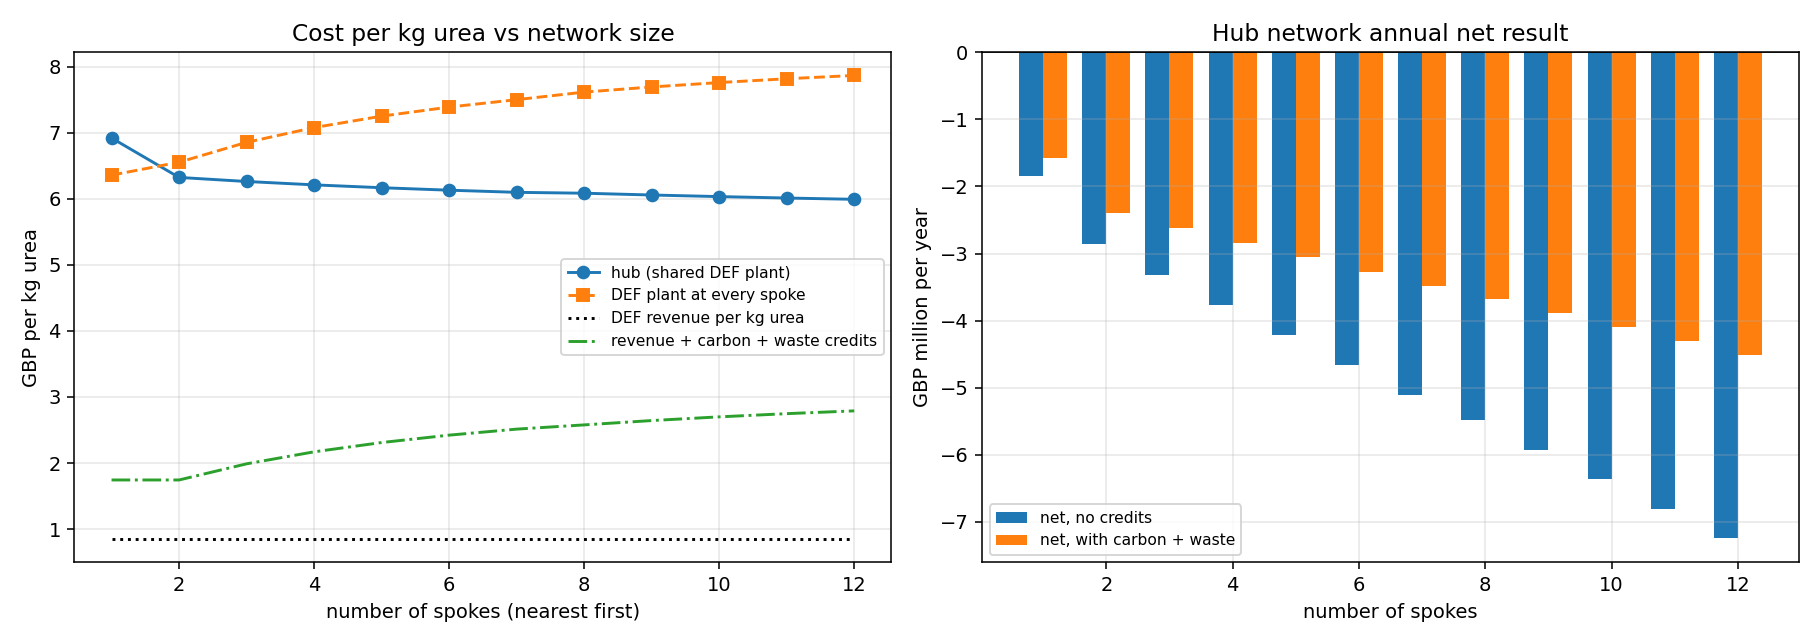 Cost per kg urea vs network size
8
7
6
5
4
3
2
1
GBP per kg urea
hub (shared DEF plant)
DEF plant at every spoke
DEF revenue per kg urea
revenue + carbon + waste credits
2 4 6 8 10 12
number of spokes (nearest first)
Hub network annual net result
0
−1
−2
−3
−4
−5
−6
−7
GBP million per year
net, no credits
net, with carbon + waste
2 4 6 8 10 12
number of spokes